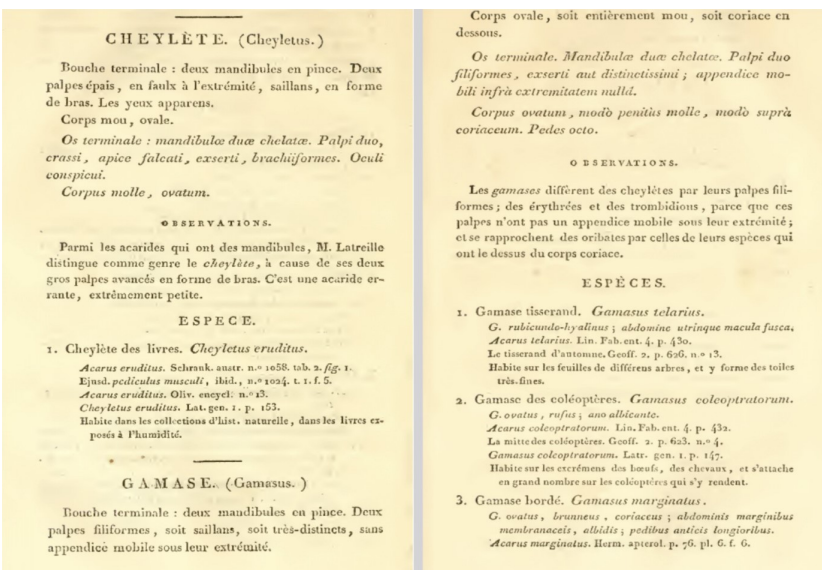 CHEYLÈTE. (Cheyletus.)
Bouche terminale : deux mandibules en pince. Deux
palpes épais, en faulx à l'extrémité, saillans, en forme
de bras. Les yeux apparens.
Corps mou, ovale.
Os terminale : mandibulæ duæ chelatæ. Palpi duo,
crassi, apice falcati, exserti, brachiiformes. Oculi
conspicui.
Corpus molle, ovatum.
OBSERVATIONS.
Parmi les acarides qui ont des mandibules, M. Latreille
distingue comme genre le cheylète, à cause de ses deux
gros palpes avancés en forme de bras. C'est une acaride er-
rante, extrêmement petite.
ESPECE.
1. Cheylète des livres. Cheyletus eruditus.
Acarus eruditus. Schrank. austr. n.º 1058. tab. 2. fig. 1.
Ejusd. pediculus musculi, ibid., n.º 1024. t. 1. f. 5.
Acarus eruditus. Oliv. encycl. n.º 13.
Cheyletus eruditus. Lat. gen. 1. p. 153.
Habite dans les collections d'hist. naturelle, dans les livres ex-
posés à l'humidité.
GAMASE. (Gamasus.)
Bouche terminale : deux mandibules en pince. Deux
palpes filiformes, soit saillans, soit très-distincts, sans
appendice mobile sous leur extrémité.
Corps ovale, soit entièrement mou, soit coriace en
dessous.
Os terminale. Mandibulæ duæ chelatæ. Palpi duo
filiformes, exserti aut distinctissimi ; appendice mo-
bili infrà extremitatem nullâ.
Corpus ovatum, modò penitùs molle, modò suprà
coriaceum. Pedes octo.
OBSERVATIONS.
Les gamases diffèrent des cheylètes par leurs palpes fili-
formes ; des érythrées et des trombidions, parce que ces
palpes n'ont pas un appendice mobile sous leur extrémité ;
et se rapprochent des oribates par celles de leurs espèces qui
ont le dessus du corps coriace.
ESPÈCES.
1. Gamase tisserand. Gamasus telarius.
G. rubicundo-hyalinus ; abdomine utrinque macula fusca.
Acarus telarius. Lin. Fab. ent. 4. p. 430.
Le tisserand d'automne. Geoff. 2. p. 626. n.º 13.
Habite sur les feuilles de différens arbres, et y forme des toiles
très-fines.
2. Gamase des coléoptères. Gamasus coleoptratorum.
G. ovatus, rufus ; ano albicante.
Acarus coleoptratorum. Lin. Fab. ent. 4. p. 432.
La mitte des coléoptères. Geoff. 2. p. 623. n.º 4.
Gamasus coleoptratorum. Latr. gen. 1. p. 147.
Habite sur les excrémens des bœufs, des chevaux, et s'attache
en grand nombre sur les coléoptères qui s'y rendent.
3. Gamase bordé. Gamasus marginatus.
G. ovatus, brunneus, coriaceus ; abdominis marginibus
membranaceis, albidis ; pedibus anticis longioribus.
Acarus marginatus. Herm. apterol. p. 76. pl. 6. f. 6.